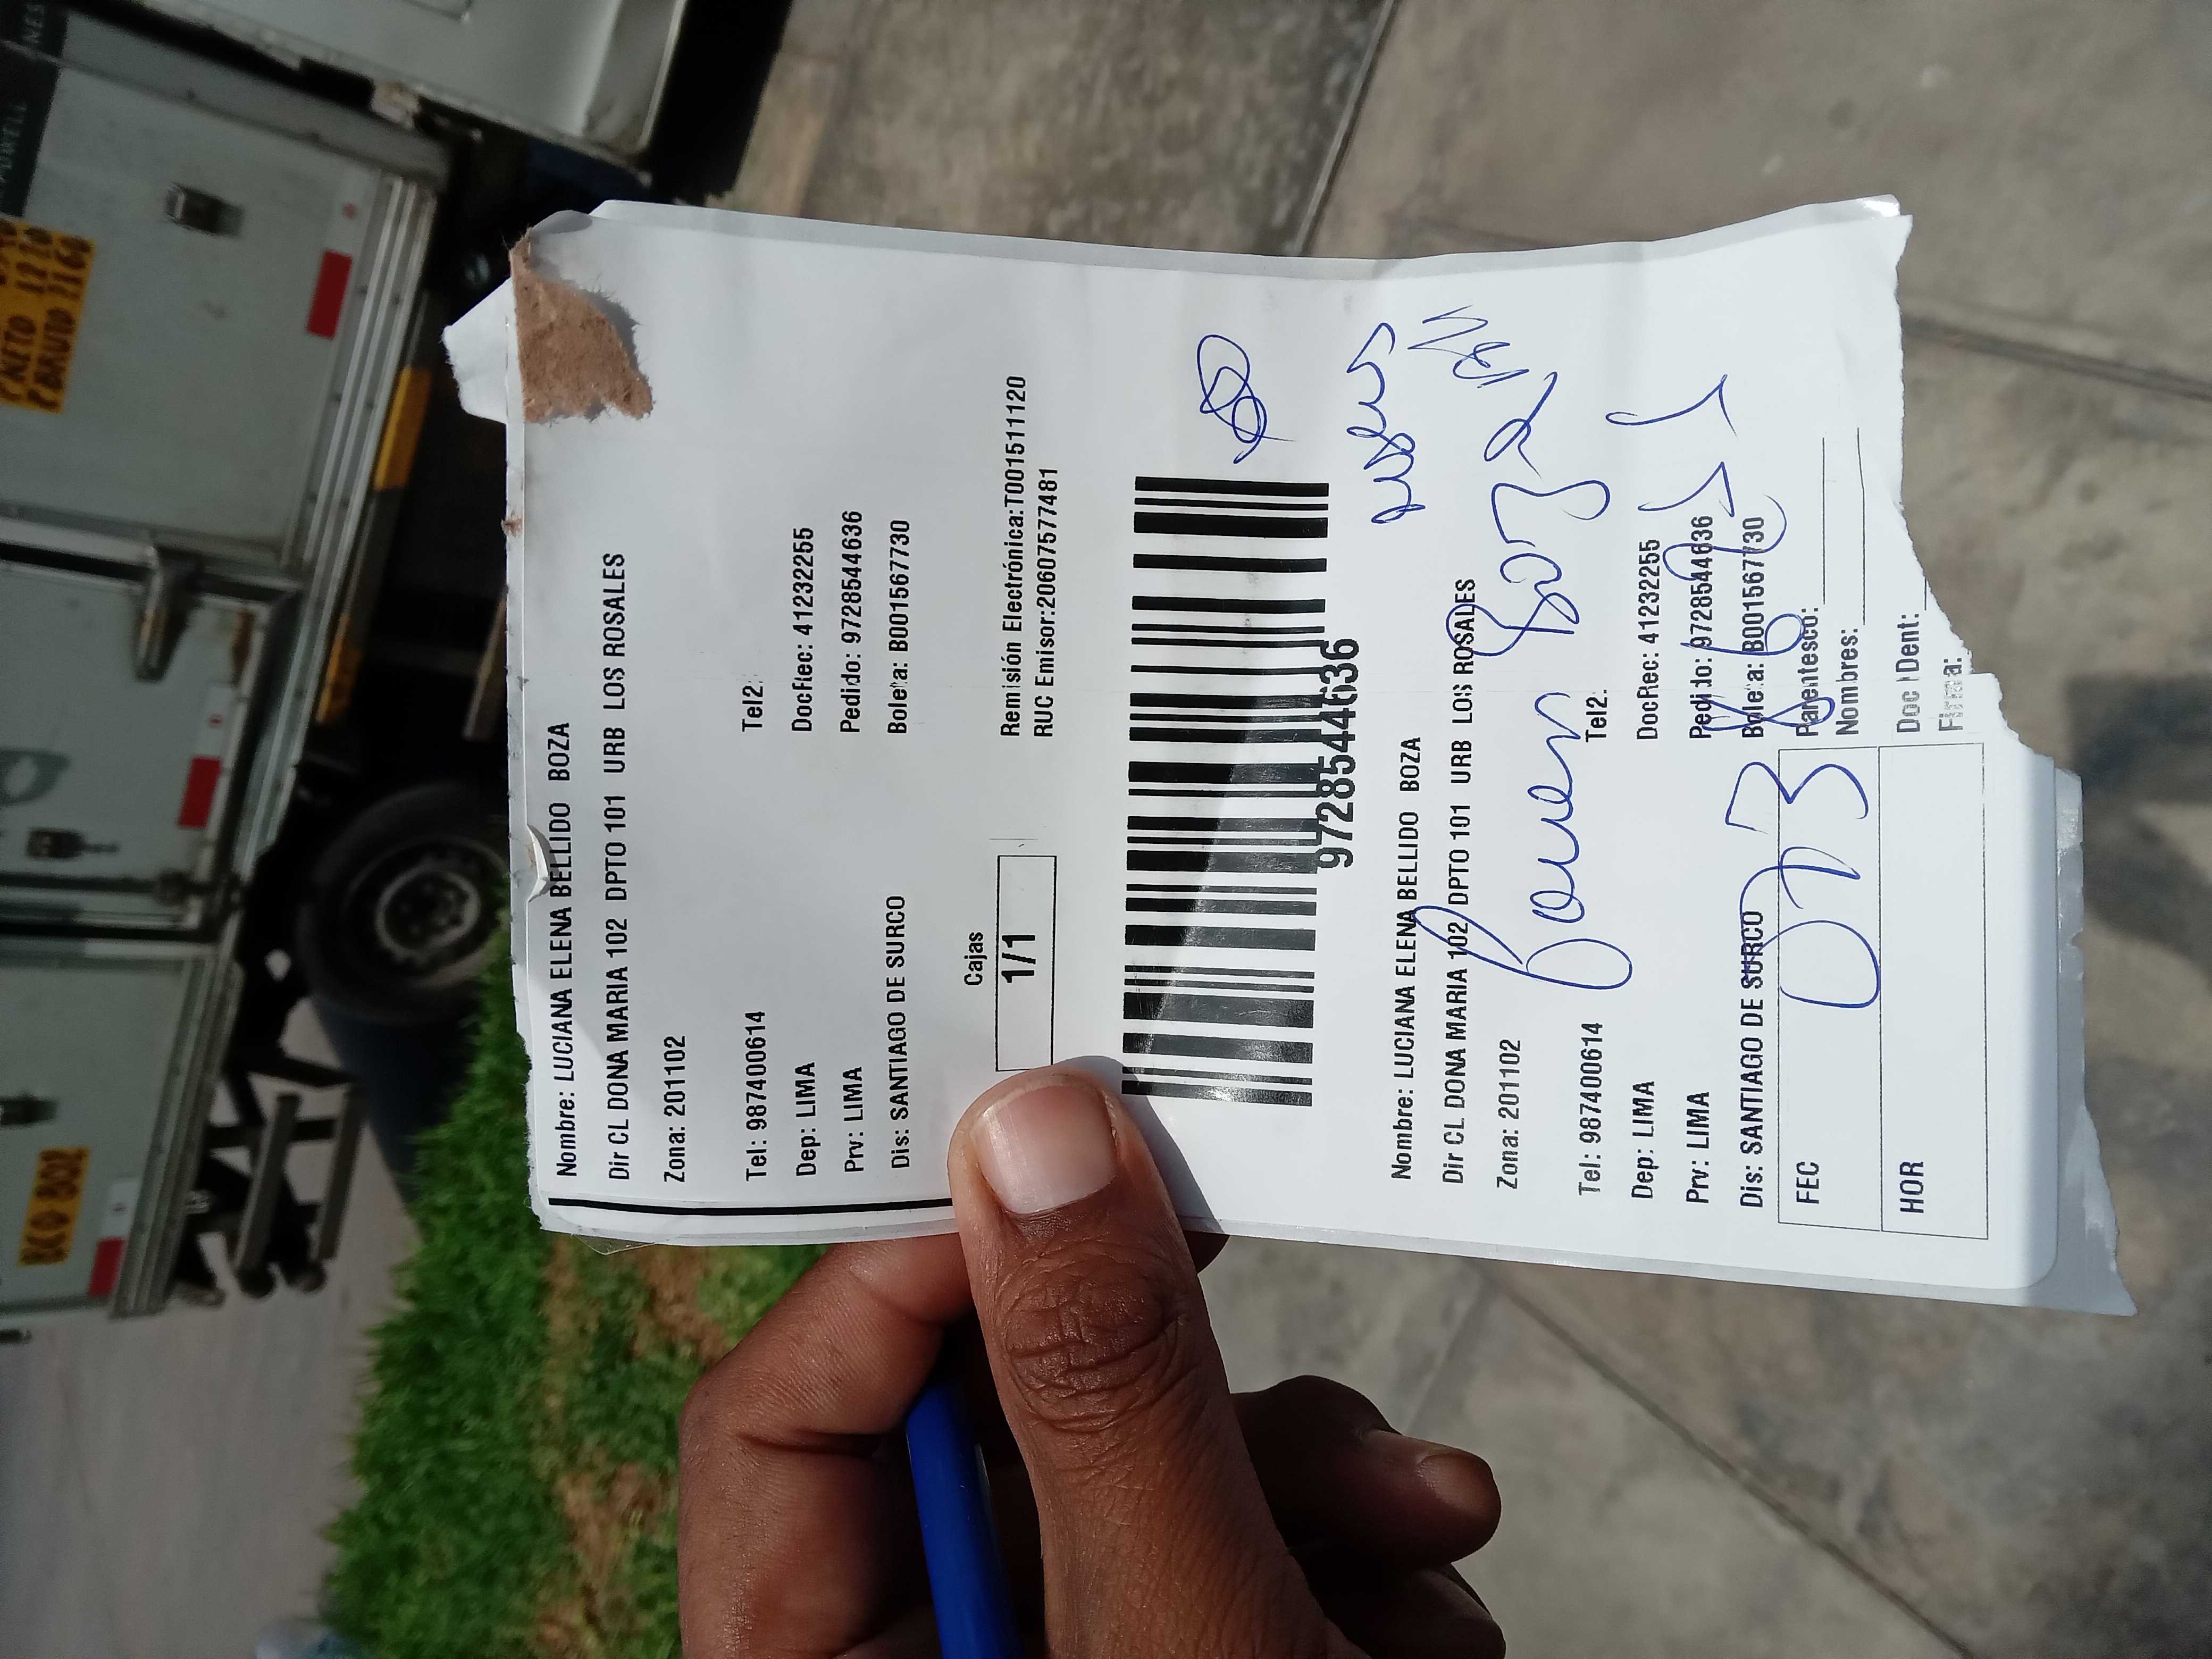 Nombre: LUCIANA ELENA BELLIDO BOZA
Dir CL DONA MARIA 102 DPTO 101 URB LOS ROSALES
Zona: 201102
Tel: 987400614 Tel2:
Dep: LIMA DocRec: 41232255
Prv: LIMA Pedido: 9728544636
Dis: SANTIAGO DE SURCO Boleta: B001567730
Cajas
1/1
Remisión Electrónica:T001511120
RUC Emisor:20607577481
9728544636
Nombre: LUCIANA ELENA BELLIDO BOZA
Dir CL DONA MARIA 102 DPTO 101 URB LOS ROSALES
Zona: 201102
Tel: 987400614 Tel2:
Dep: LIMA DocRec: 41232255
Prv: LIMA Pedido: 9728544636
Dis: SANTIAGO DE SURCO Boleta: B001567730
FEC Parentesco:
HOR Nombres:
Doc Ident:
Firma:
P.NETO
P.BRUTO